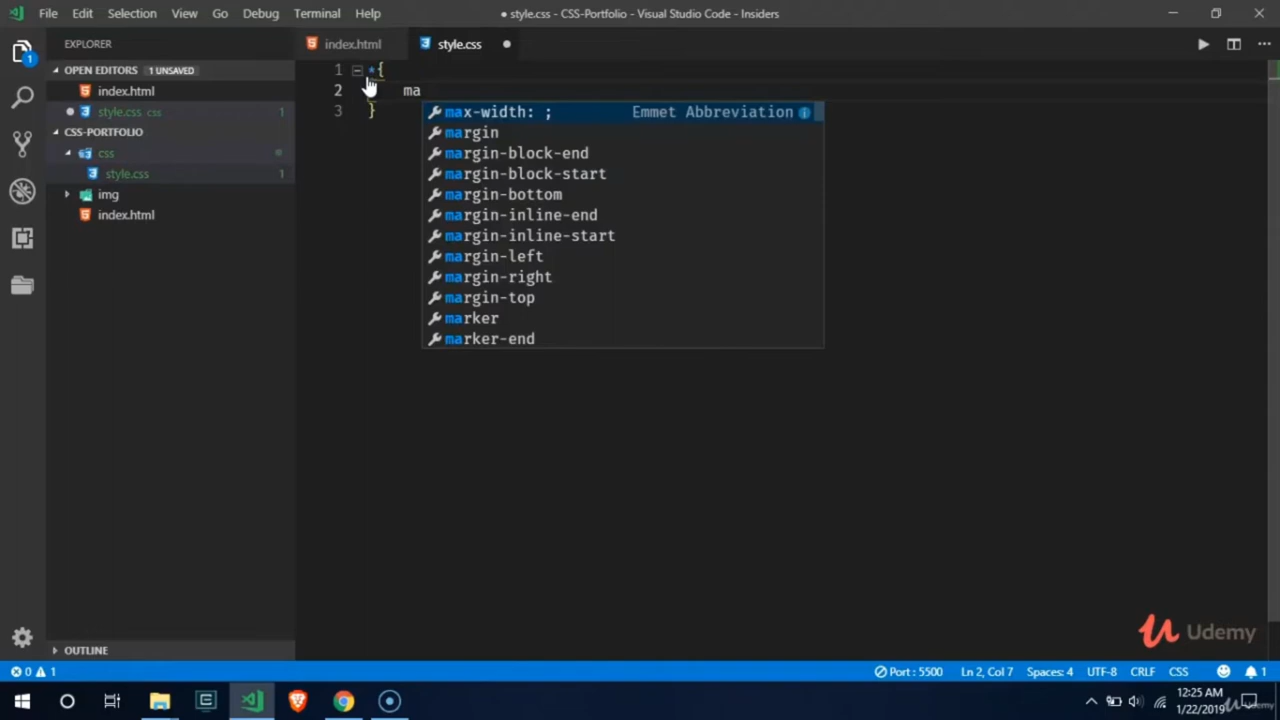 File Edit Selection View Go Debug Terminal Help
● style.css - CSS-Portfolio - Visual Studio Code - Insiders
EXPLORER
index.html
style.css
OPEN EDITORS 1 UNSAVED
index.html
style.css css 1
CSS-PORTFOLIO
css
style.css 1
img
index.html
OUTLINE
1 *{
2 ma
3 }
max-width: ; Emmet Abbreviation
margin
margin-block-end
margin-block-start
margin-bottom
margin-inline-end
margin-inline-start
margin-left
margin-right
margin-top
marker
marker-end
Udemy
0 1
Port : 5500 Ln 2, Col 7 Spaces: 4 UTF-8 CRLF CSS 1
12:25 AM
1/22/2019
Udemy